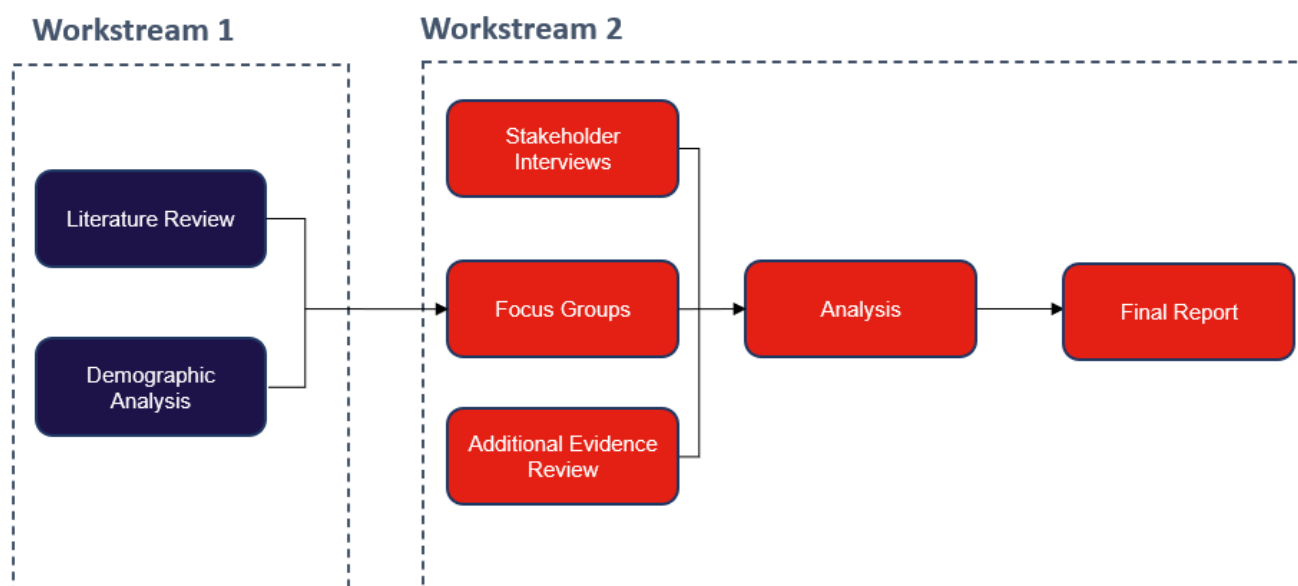 Workstream 1
Workstream 2
Literature Review
Demographic
Analysis
Stakeholder
Interviews
Focus Groups
Additional Evidence
Review
Analysis
Final Report